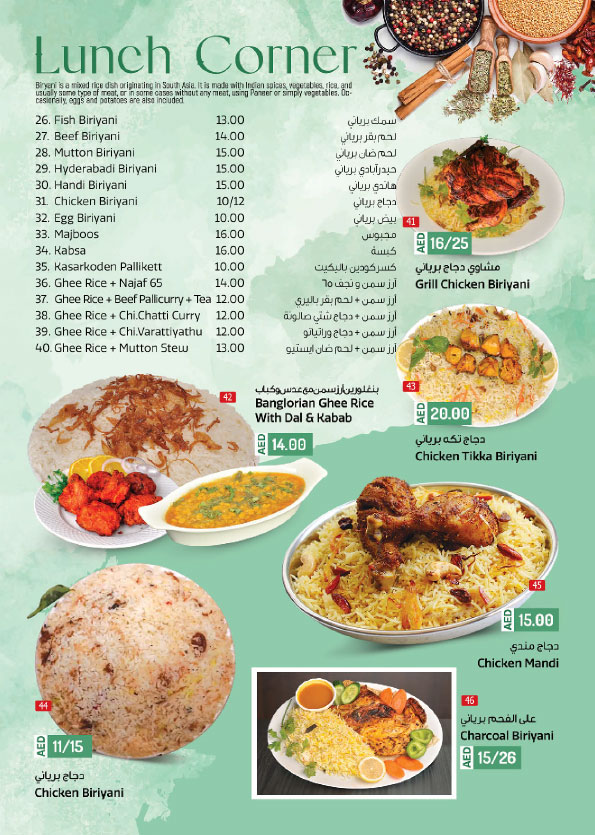 Lunch Corner
Biryani is a mixed rice dish originating in South Asia. It is made with Indian spices, vegetables, rice, and
usually some type of meat, or in some cases without any meat, using Paneer or simply vegetables. Oc-
casionally, eggs and potatoes are also included.
26. Fish Biriyani 13.00 سمك برياني
27. Beef Biriyani 14.00 لحم بقر برياني
28. Mutton Biriyani 15.00 لحم ضان برياني
29. Hyderabadi Biriyani 15.00 حيدرآبادي برياني
30. Handi Biriyani 15.00 هاندي برياني
31. Chicken Biriyani 10/12 دجاج برياني
32. Egg Biriyani 10.00 بيض برياني
33. Majboos 16.00 مجبوس
34. Kabsa 16.00 كبسة
35. Kasarkoden Pallikett 10.00 كسركودين باليكيت
36. Ghee Rice + Najaf 65 14.00 أرز سمن و نجف ٦٥
37. Ghee Rice + Beef Pallicurry + Tea 12.00 أرز سمن + لحم بقر باليري
38. Ghee Rice + Chi.Chatti Curry 12.00 أرز سمن + دجاج شتي صالونة
39. Ghee Rice + Chi.Varattiyathu 12.00 أرز سمن + دجاج وراتياتو
40. Ghee Rice + Mutton Stew 13.00 أرز سمن + لحم ضان ايستيو
41
AED 16/25
مشاوي دجاج برياني
Grill Chicken Biriyani
43
AED 20.00
دجاج تكه برياني
Chicken Tikka Biriyani
42
بنغلورين أرز سمن مع عدس وكباب
Banglorian Ghee Rice
With Dal & Kabab
AED 14.00
45
AED 15.00
دجاج مندي
Chicken Mandi
44
AED 11/15
دجاج برياني
Chicken Biriyani
46
على الفحم برياني
Charcoal Biriyani
AED 15/26